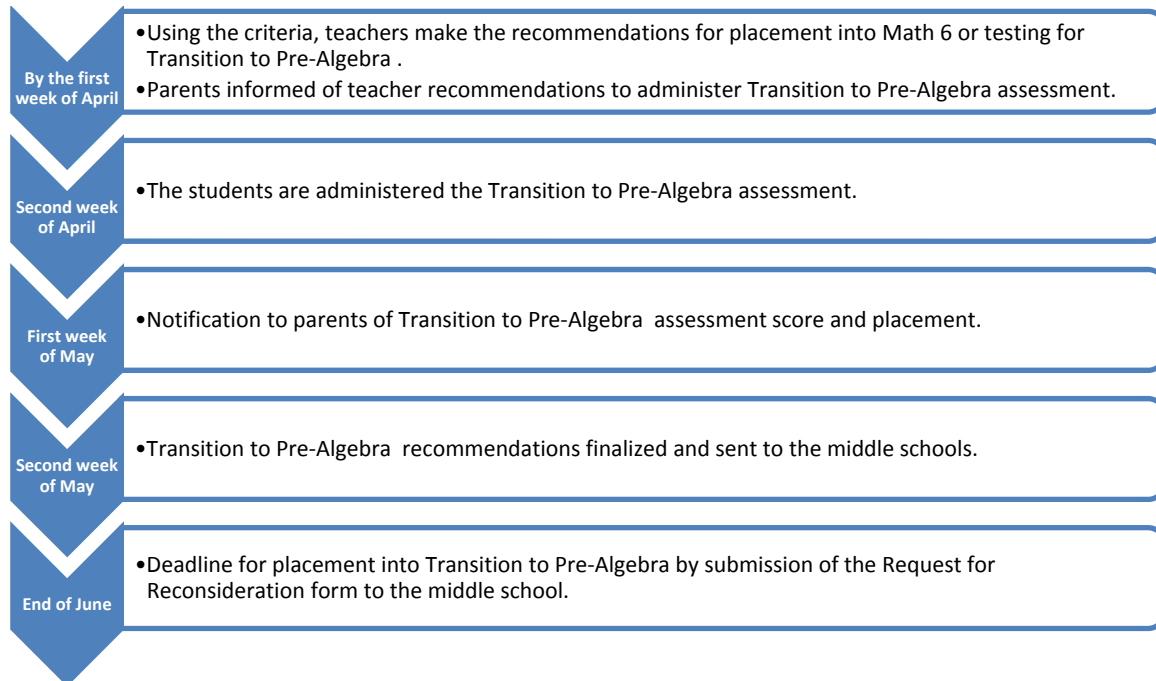 By the first
week of April
•Using the criteria, teachers make the recommendations for placement into Math 6 or testing for
Transition to Pre-Algebra .
•Parents informed of teacher recommendations to administer Transition to Pre-Algebra assessment.
Second week
of April
•The students are administered the Transition to Pre-Algebra assessment.
First week
of May
•Notification to parents of Transition to Pre-Algebra  assessment score and placement.
Second week
of May
•Transition to Pre-Algebra  recommendations finalized and sent to the middle schools.
End of June
•Deadline for placement into Transition to Pre-Algebra by submission of the Request for
Reconsideration form to the middle school.